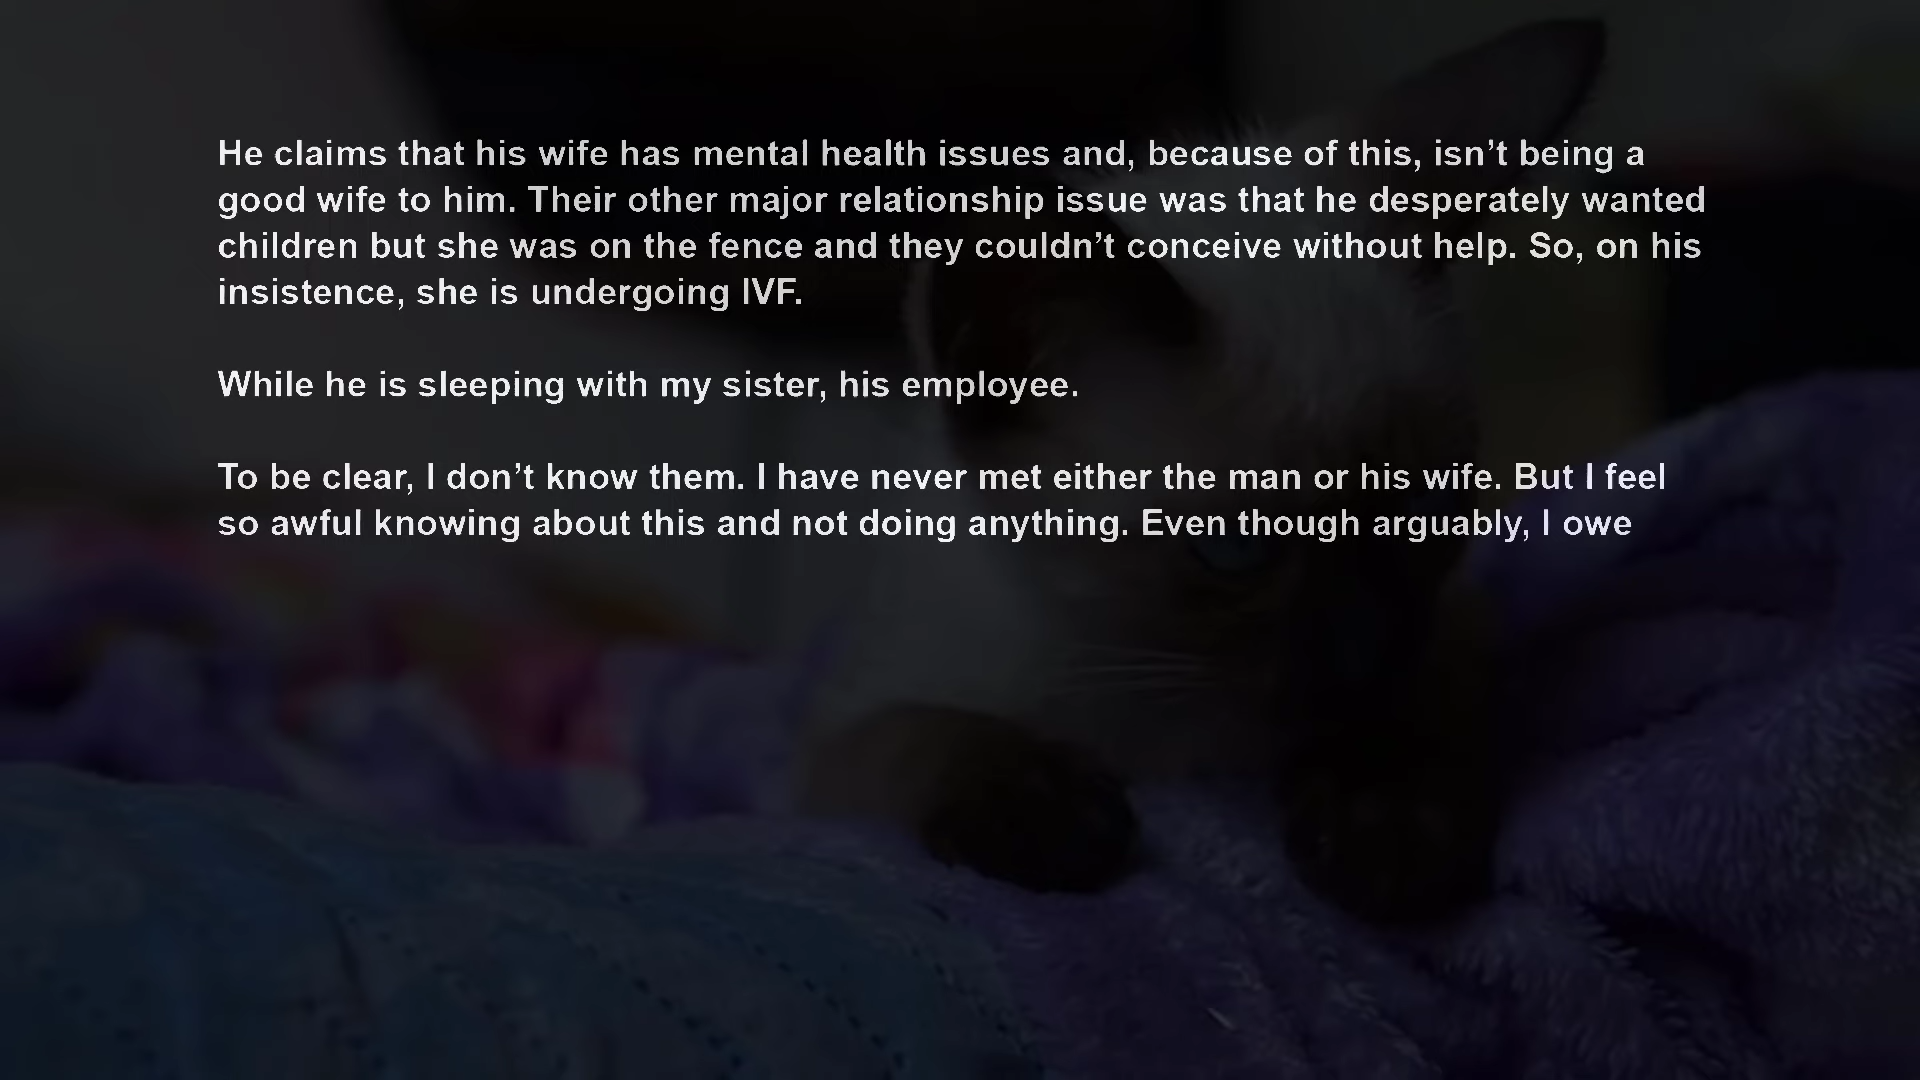 He claims that his wife has mental health issues and, because of this, isn’t being a
good wife to him. Their other major relationship issue was that he desperately wanted
children but she was on the fence and they couldn’t conceive without help. So, on his
insistence, she is undergoing IVF.
While he is sleeping with my sister, his employee.
To be clear, I don’t know them. I have never met either the man or his wife. But I feel
so awful knowing about this and not doing anything. Even though arguably, I owe